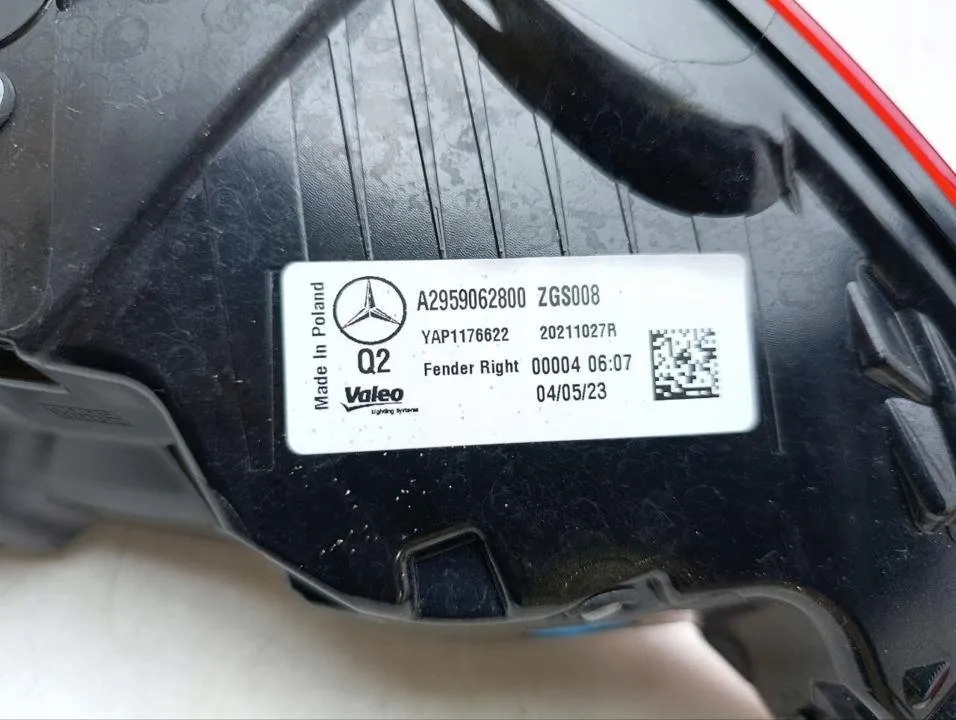 Made In Poland
A2959062800 ZGS008
YAP1176622 20211027R
Q2 Fender Right 00004 06:07
Valeo 04/05/23
Lighting Systems